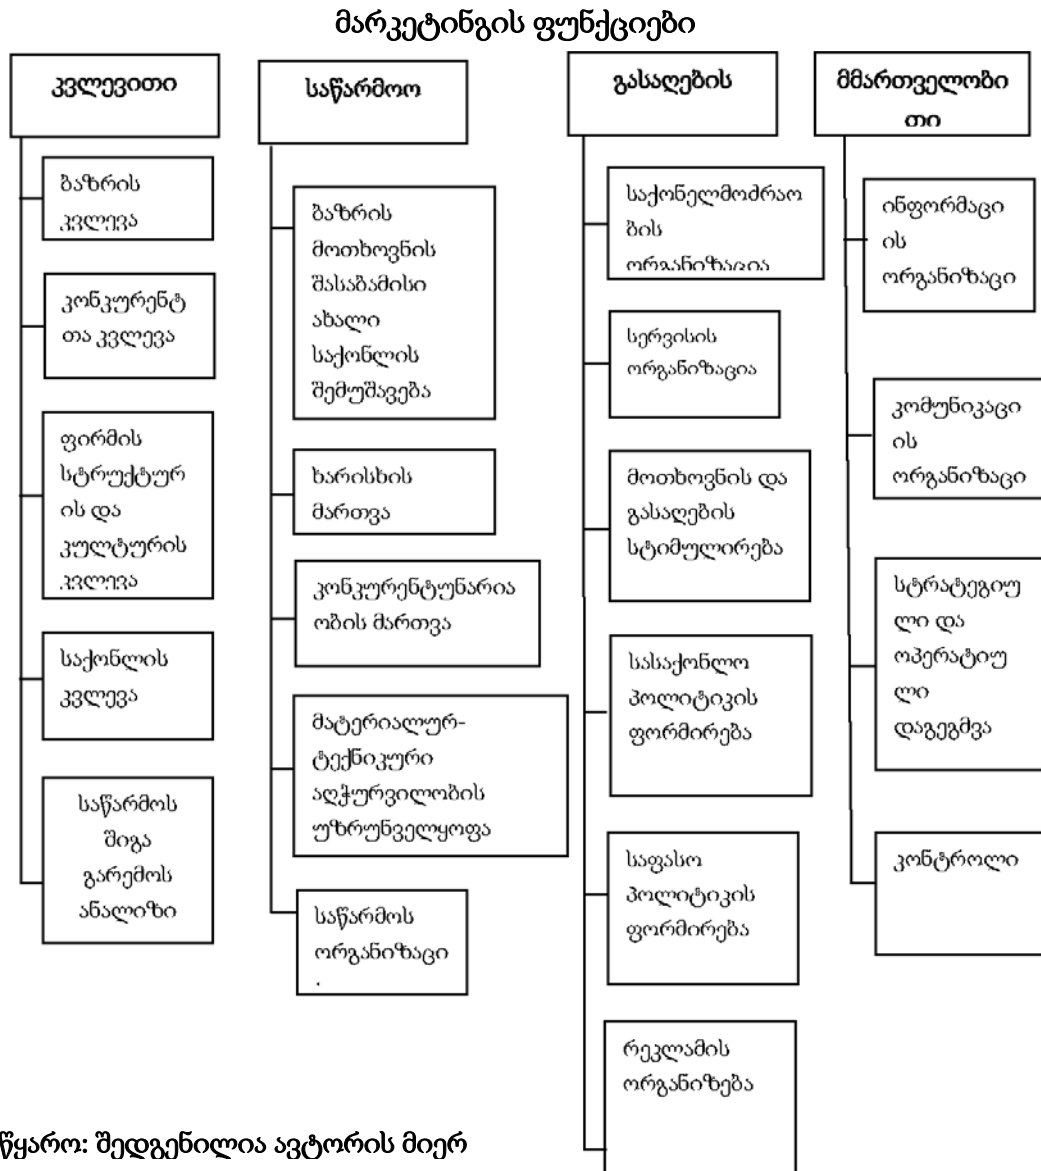 მარკეტინგის ფუნქციები
კვლევითი
ბაზრის
კვლევა
კონკურენტ
თა კვლევა
ფირმის
სტრუქტურ
ის და
კულტურის
კვლევა
საქონლის
კვლევა
საწარმოს
შიგა
გარემოს
ანალიზი
საწარმოო
ბაზრის
მოთხოვნის
შასაბამისი
ახალი
საქონლის
შემუშავება
ხარისხის
მართვა
კონკურენტუნარია
ობის მართვა
მატერიალურ-
ტექნიკური
აღჭურვილობის
უზრუნველყოფა
საწარმოს
ორგანიზაცი
გასაღების
საქონელმოძრაო
ბის
ორგანიზაცია
სერვისის
ორგანიზაცია
მოთხოვნის და
გასაღების
სტიმულირება
სასაქონლო
პოლიტიკის
ფორმირება
საფასო
პოლიტიკის
ფორმირება
რეკლამის
ორგანიზება
მმართველობი
თი
ინფორმაცი
ის
ორგანიზაცი
კომუნიკაცი
ის
ორგანიზაცი
სტრატეგიუ
ლი და
ოპერატიუ
ლი
დაგეგმვა
კონტროლი
წყარო: შედგენილია ავტორის მიერ